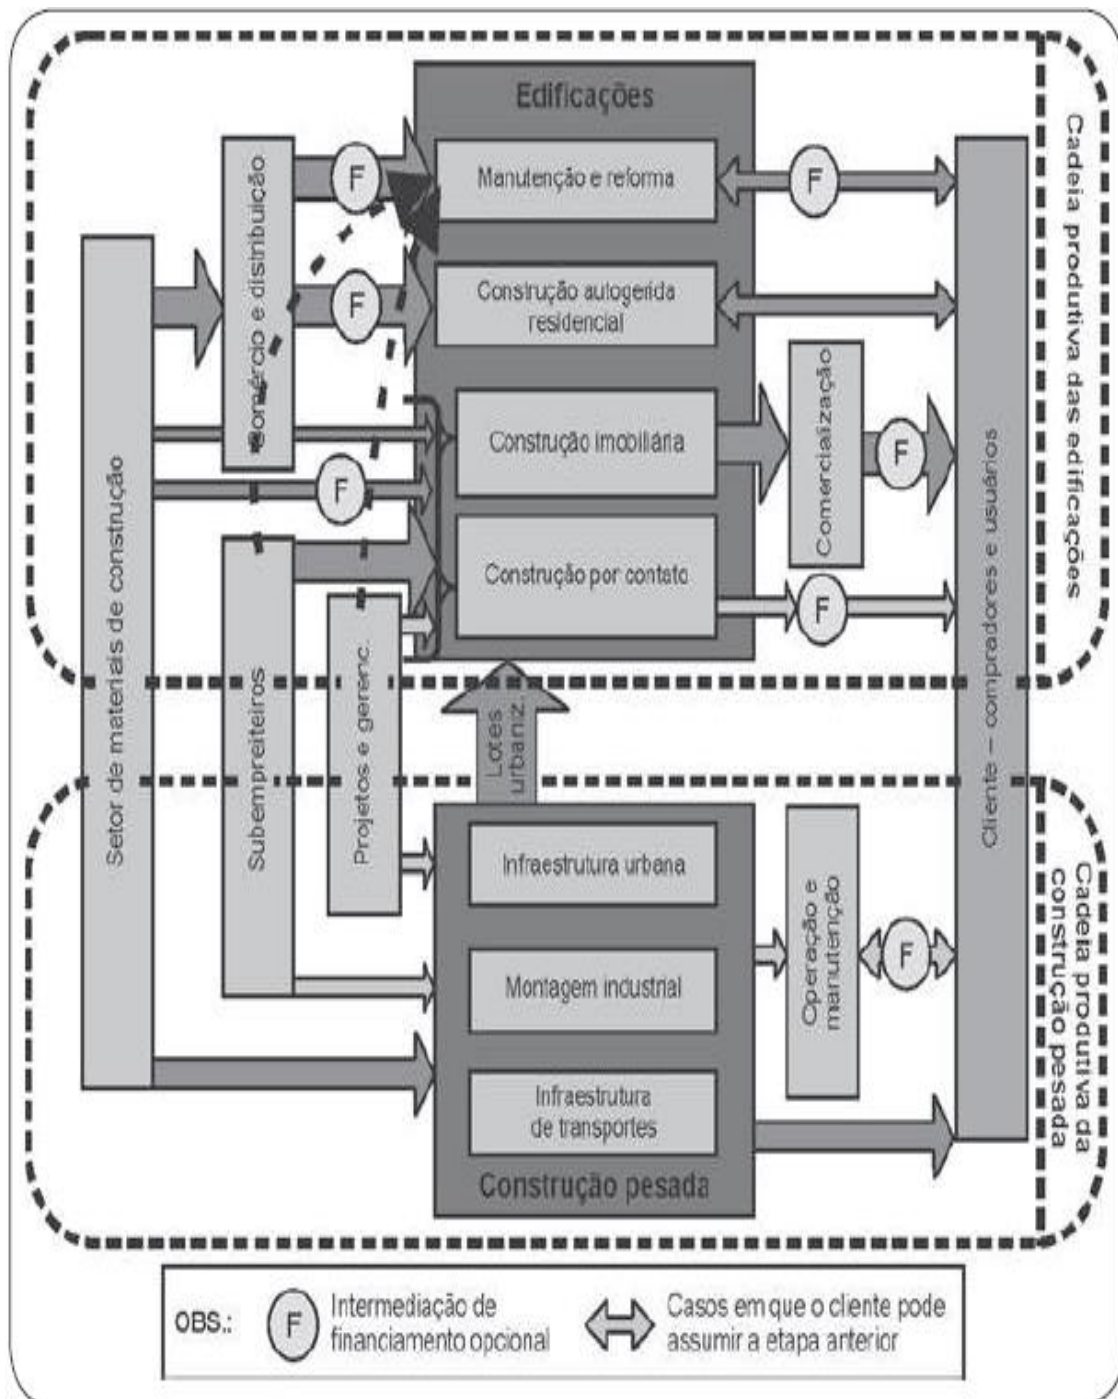 Edificações
Manutenção e reforma
Construção autogerida
residencial
Construção imobiliária
Construção por contato
Comércio e distribuição
F
F
F
F
F
F
Comercialização
Setor de materiais de construção
Subempreiteiros
Projetos e gerenc.
Lotes
urbaniz.
Cliente – compradores e usuários
Cadeia produtiva das edificações
Infraestrutura urbana
Montagem industrial
Infraestrutura
de transportes
Construção pesada
Operação e
manutenção
F
Cadeia produtiva da
construção pesada
OBS.:
F
Intermediação de
financiamento opcional
Casos em que o cliente pode
assumir a etapa anterior